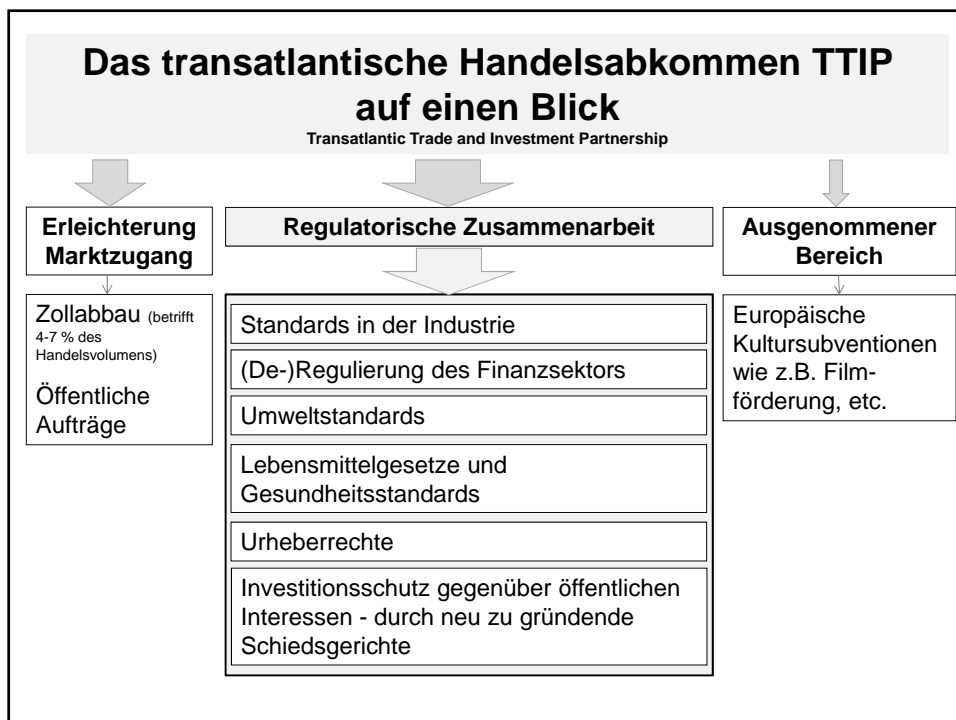 Das transatlantische Handelsabkommen TTIP
auf einen Blick
Transatlantic Trade and Investment Partnership
Erleichterung
Marktzugang
Zollabbau (betrifft
4-7 % des
Handelsvolumens)
Öffentliche
Aufträge
Regulatorische Zusammenarbeit
Standards in der Industrie
(De-)Regulierung des Finanzsektors
Umweltstandards
Lebensmittelgesetze und
Gesundheitsstandards
Urheberrechte
Investitionsschutz gegenüber öffentlichen
Interessen - durch neu zu gründende
Schiedsgerichte
Ausgenommener
Bereich
Europäische
Kultursubventionen
wie z.B. Film-
förderung, etc.